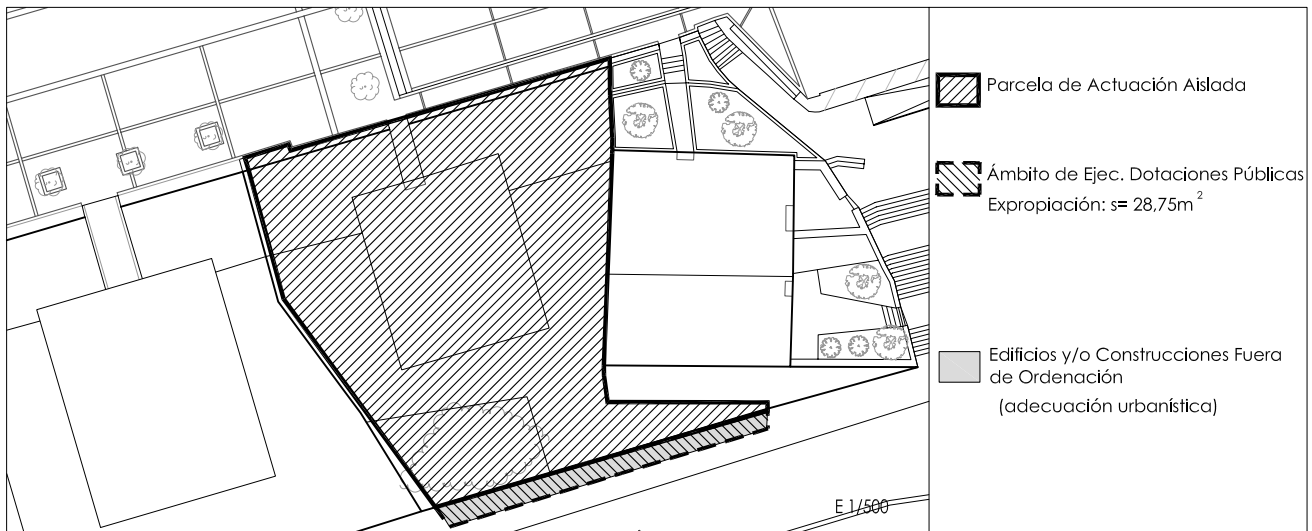 Parcela de Actuación Aislada
Ámbito de Ejec. Dotaciones Públicas
Expropiación: s= 28,75m²
Edificios y/o Construcciones Fuera
de Ordenación
(adecuación urbanística)
E 1/500